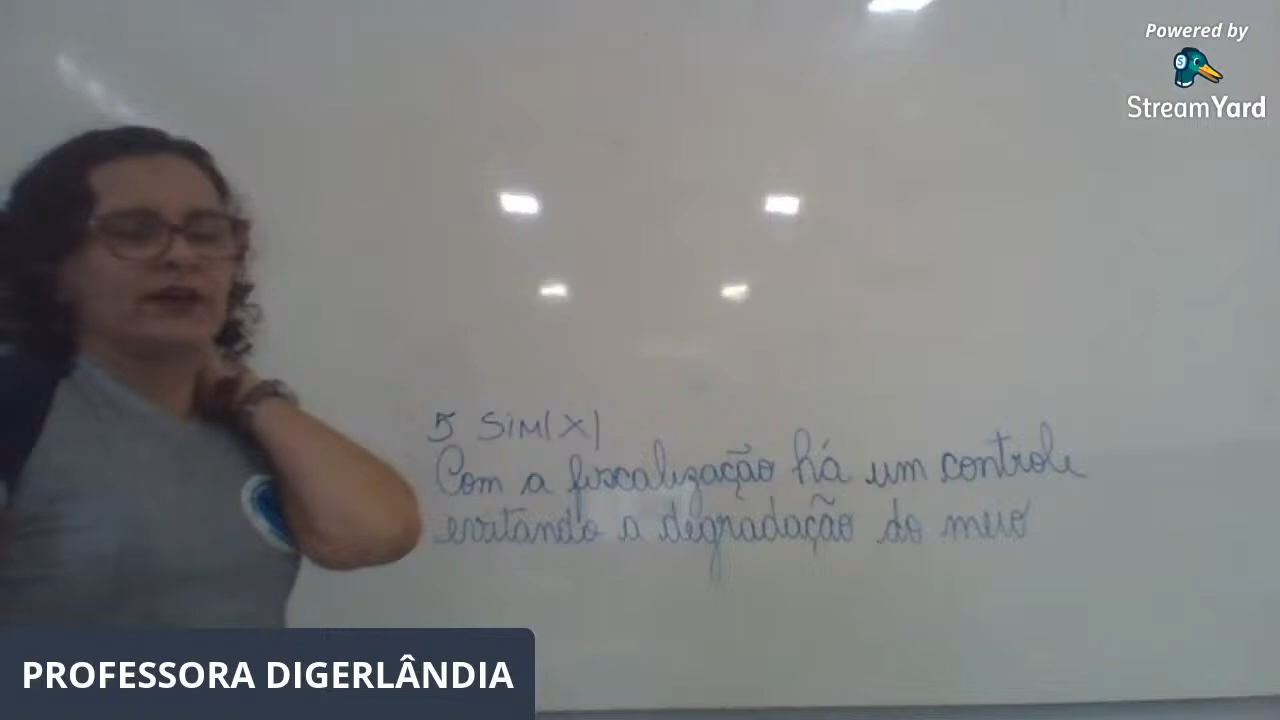 Powered by
StreamYard
5 SiM(X)
Com a fiscalização há um controle
evitando a degradação do meio
PROFESSORA DIGERLÂNDIA